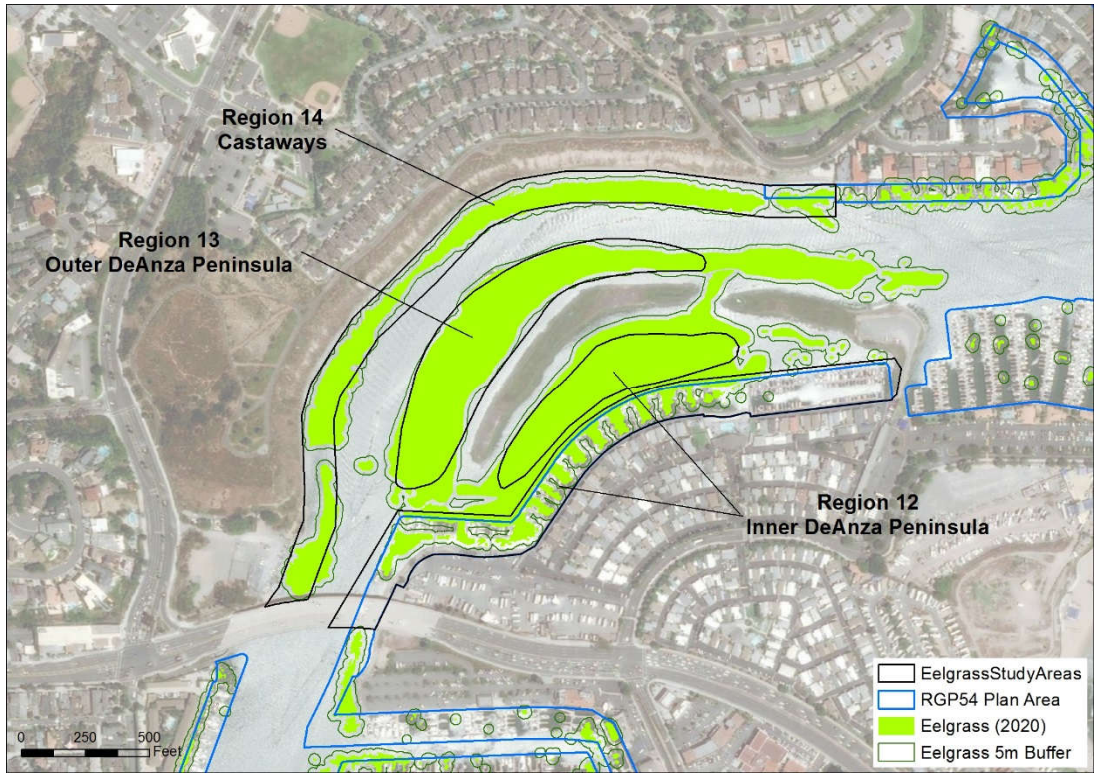 Region 14
Castaways
Region 13
Outer DeAnza Peninsula
Region 12
Inner DeAnza Peninsula
EelgrassStudyAreas
RGP54 Plan Area
Eelgrass (2020)
Eelgrass 5m Buffer
0 250 500
Feet